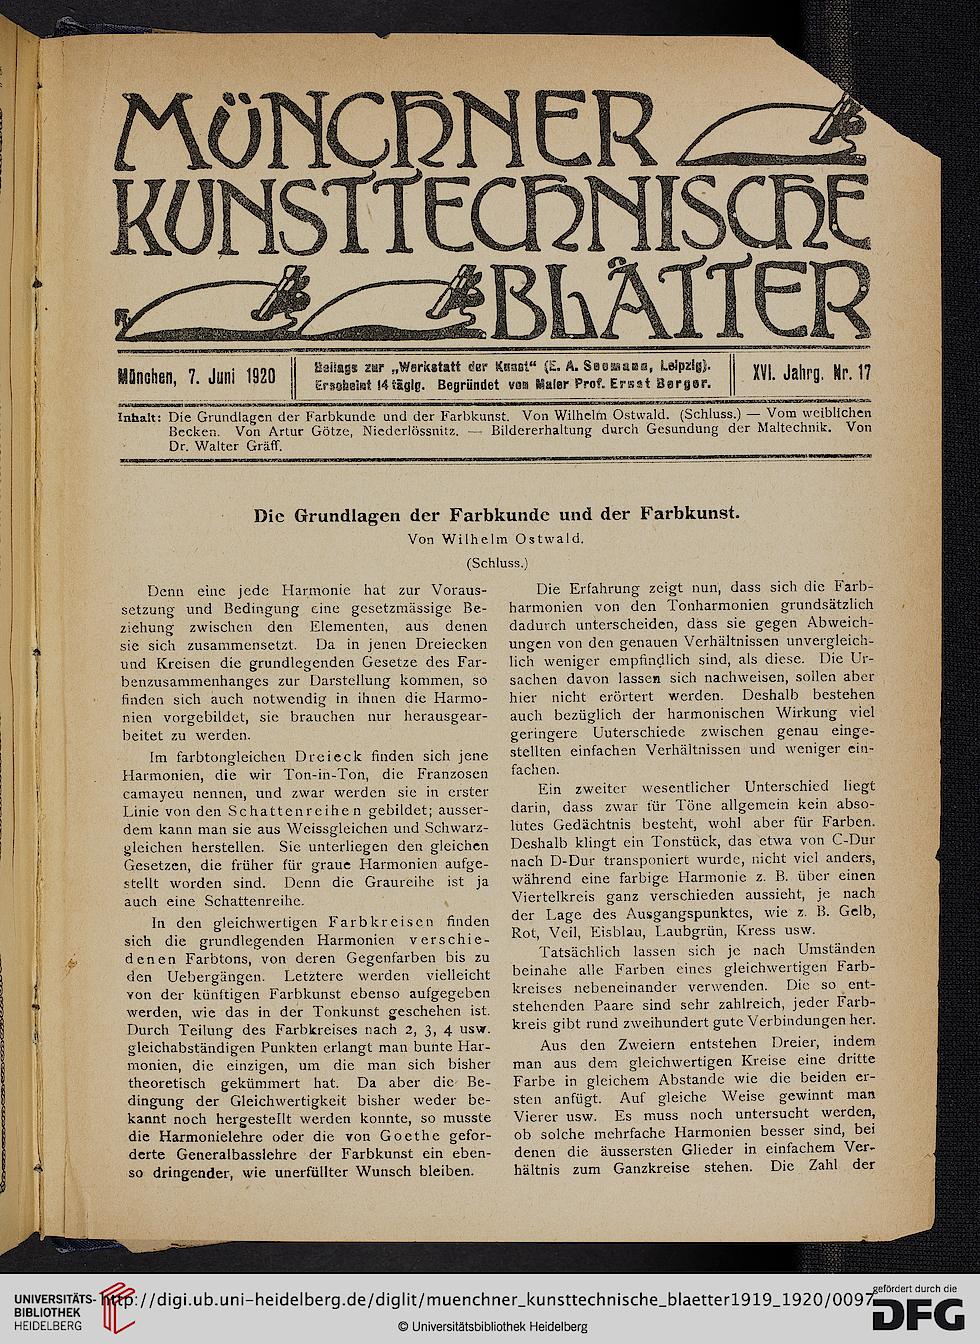 MÜNCHNER
KUNSTTECHNISCHE
BLÄTTER
München, 7. Juni 1920
Beilage zur „Werkstatt der Kunst“ (E. A. Seemann, Leipzig).
Erscheint 14 tägig. Begründet von Maler Prof. Ernst Berger.
XVI. Jahrg. Nr. 17
Inhalt: Die Grundlagen der Farbkunde und der Farbkunst. Von Wilhelm Ostwald. (Schluss.) — Vom weiblichen
Becken. Von Artur Götze, Niederlössnitz. — Bildererhaltung durch Gesundung der Maltechnik. Von
Dr. Walter Gräff.
Die Grundlagen der Farbkunde und der Farbkunst.
Von Wilhelm Ostwald.
(Schluss.)
Denn eine jede Harmonie hat zur Voraus-
setzung und Bedingung eine gesetzmässige Be-
ziehung zwischen den Elementen, aus denen
sie sich zusammensetzt. Da in jenen Dreiecken
und Kreisen die grundlegenden Gesetze des Far-
benzusammenhanges zur Darstellung kommen, so
finden sich auch notwendig in ihnen die Harmo-
nien vorgebildet, sie brauchen nur herausgear-
beitet zu werden.
Im farbtongleichen Dreieck finden sich jene
Harmonien, die wir Ton-in-Ton, die Franzosen
camayeu nennen, und zwar werden sie in erster
Linie von den Schattenreihen gebildet; ausser-
dem kann man sie aus Weissgleichen und Schwarz-
gleichen herstellen. Sie unterliegen den gleichen
Gesetzen, die früher für graue Harmonien aufge-
stellt worden sind. Denn die Graureihe ist ja
auch eine Schattenreihe.
In den gleichwertigen Farbkreisen finden
sich die grundlegenden Harmonien verschie-
denen Farbtons, von deren Gegenfarben bis zu
den Uebergängen. Letztere werden vielleicht
von der künftigen Farbkunst ebenso aufgegeben
werden, wie das in der Tonkunst geschehen ist.
Durch Teilung des Farbkreises nach 2, 3, 4 usw.
gleichabständigen Punkten erlangt man bunte Har-
monien, die einzigen, um die man sich bisher
theoretisch gekümmert hat. Da aber die Be-
dingung der Gleichwertigkeit bisher weder be-
kannt noch hergestellt werden konnte, so musste
die Harmonielehre oder die von Goethe gefor-
derte Generalbasslehre der Farbkunst ein eben-
so dringender, wie unerfüllter Wunsch bleiben.
Die Erfahrung zeigt nun, dass sich die Farb-
harmonien von den Tonharmonien grundsätzlich
dadurch unterscheiden, dass sie gegen Abweich-
ungen von den genauen Verhältnissen unvergleich-
lich weniger empfindlich sind, als diese. Die Ur-
sachen davon lassen sich nachweisen, sollen aber
hier nicht erörtert werden. Deshalb bestehen
auch bezüglich der harmonischen Wirkung viel
geringere Uuterschiede zwischen genau einge-
stellten einfachen Verhältnissen und weniger ein-
fachen.
Ein zweiter wesentlicher Unterschied liegt
darin, dass zwar für Töne allgemein kein abso-
lutes Gedächtnis besteht, wohl aber für Farben.
Deshalb klingt ein Tonstück, das etwa von C-Dur
nach D-Dur transponiert wurde, nicht viel anders,
während eine farbige Harmonie z. B. über einen
Viertelkreis ganz verschieden aussieht, je nach
der Lage des Ausgangspunktes, wie z. B. Gelb,
Rot, Veil, Eisblau, Laubgrün, Kress usw.
Tatsächlich lassen sich je nach Umständen
beinahe alle Farben eines gleichwertigen Farb-
kreises nebeneinander verwenden. Die so ent-
stehenden Paare sind sehr zahlreich, jeder Farb-
kreis gibt rund zweihundert gute Verbindungen her.
Aus den Zweiern entstehen Dreier, indem
man aus dem gleichwertigen Kreise eine dritte
Farbe in gleichem Abstande wie die beiden er-
sten anfügt. Auf gleiche Weise gewinnt man
Vierer usw. Es muss noch untersucht werden,
ob solche mehrfache Harmonien besser sind, bei
denen die äussersten Glieder in einfachem Ver-
hältnis zum Ganzkreise stehen. Die Zahl der
UNIVERSITÄTS-
BIBLIOTHEK
HEIDELBERG
http://digi.ub.uni-heidelberg.de/diglit/muenchner_kunsttechnische_blaetter1919_1920/0097
© Universitätsbibliothek Heidelberg
gefördert durch die
DFG